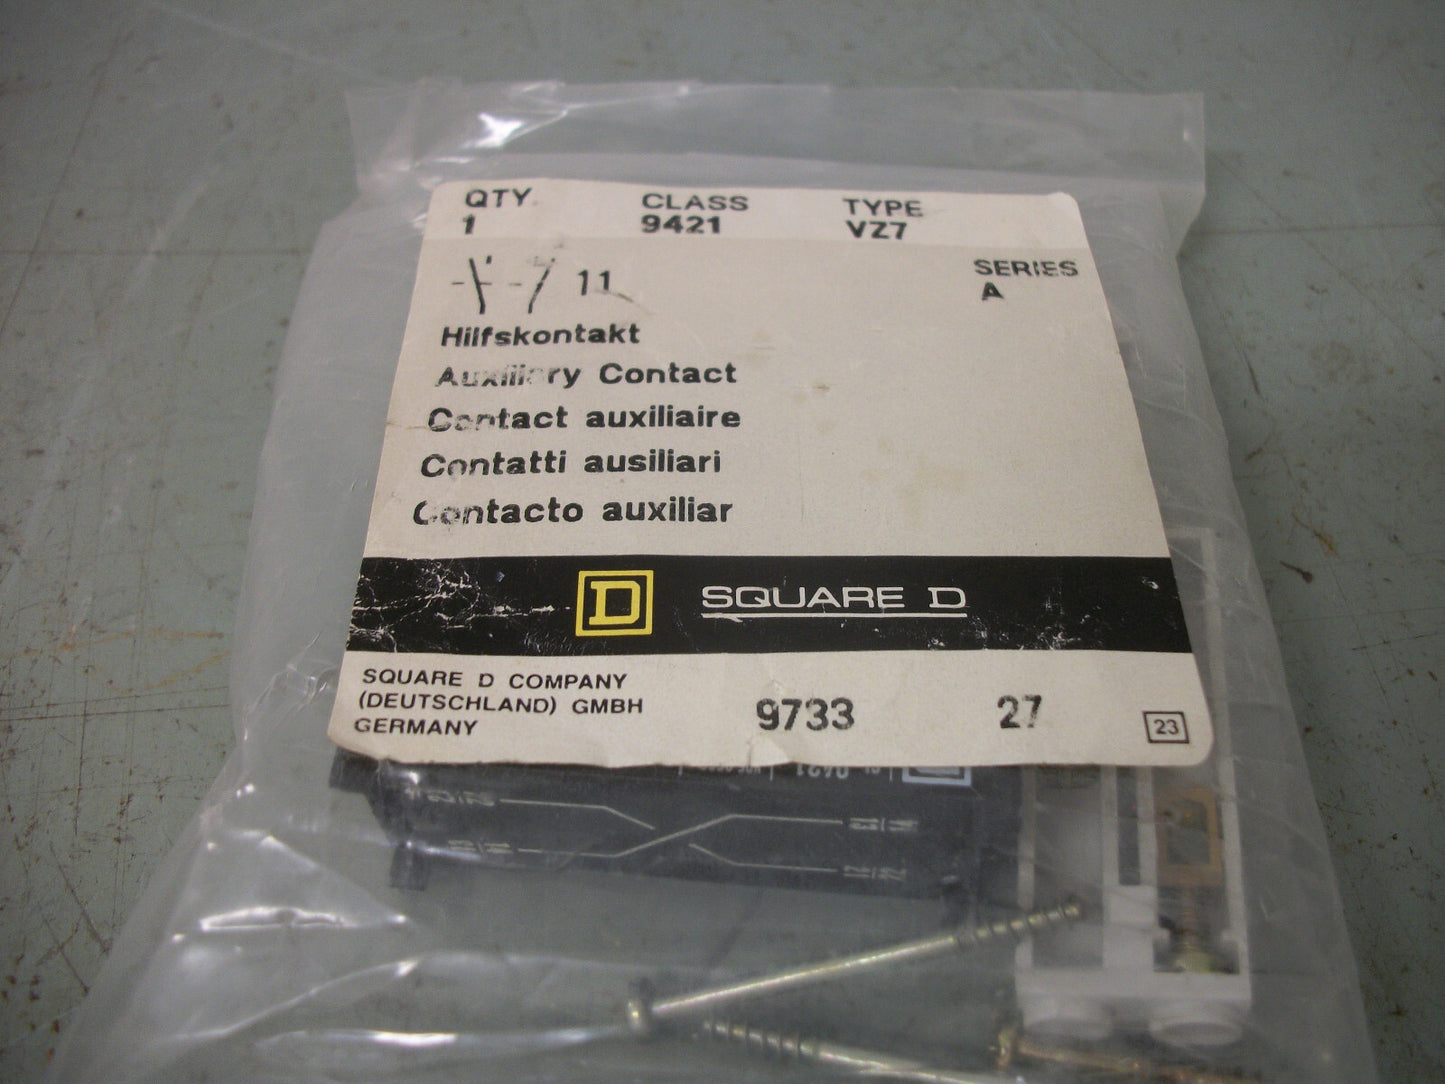 QTY. CLASS TYPE
1 9421 VZ7
11 SERIES
A
Hilfskontakt
Auxiliary Contact
Contact auxiliaire
Contatti ausiliari
Contacto auxiliar
D SQUARE D
SQUARE D COMPANY
(DEUTSCHLAND) GMBH
GERMANY
9733 27 23
9421